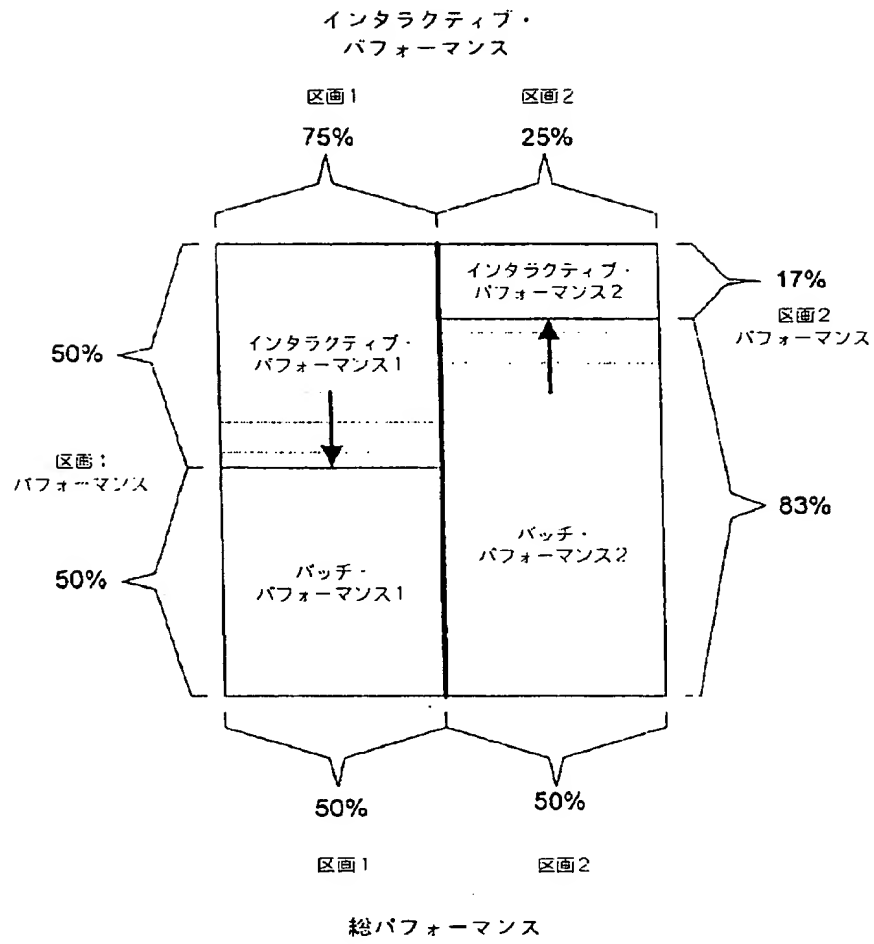 インタラクティブ・
パフォーマンス
区画1 区画2
75% 25%
インタラクティブ・
パフォーマンス2
17%
区画2
パフォーマンス
インタラクティブ・
パフォーマンス1
50%
区画1
パフォーマンス
83%
バッチ・
パフォーマンス2
バッチ・
パフォーマンス1
50%
50% 50%
区画1 区画2
総パフォーマンス